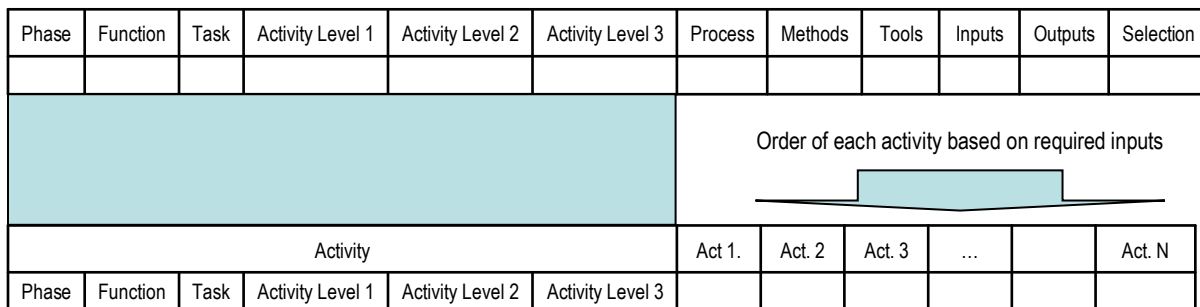 Phase Function Task Activity Level 1 Activity Level 2 Activity Level 3 Process Methods Tools Inputs Outputs Selection
Order of each activity based on required inputs
Activity Act 1. Act. 2 Act. 3 … Act. N
Phase Function Task Activity Level 1 Activity Level 2 Activity Level 3